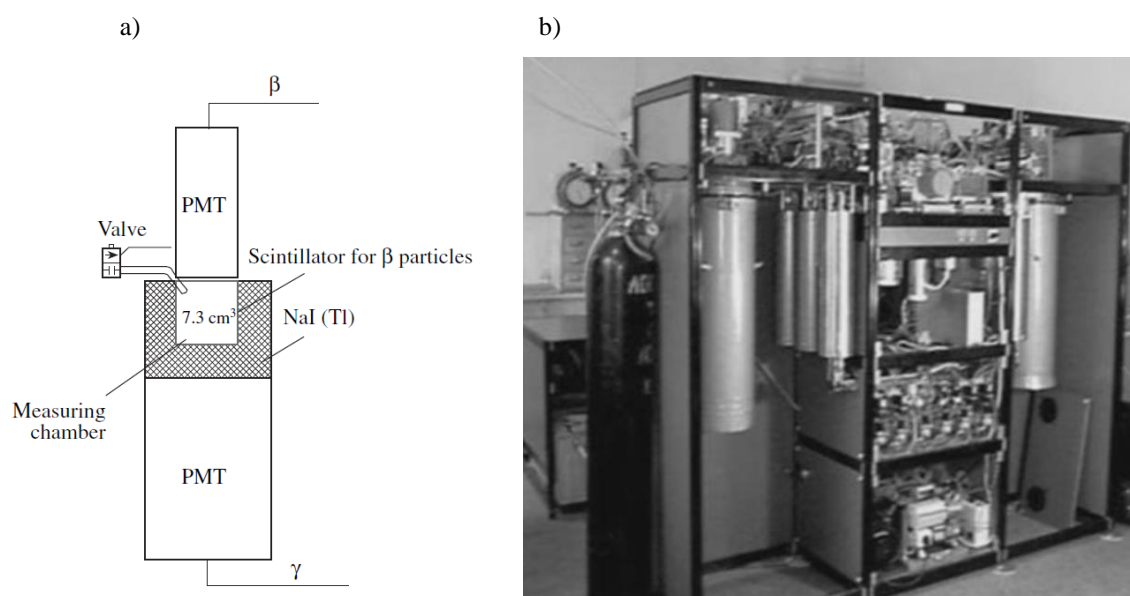 a)
b)
β
PMT
Valve
Scintillator for β particles
7.3 cm³
NaI (Tl)
Measuring
chamber
PMT
γ